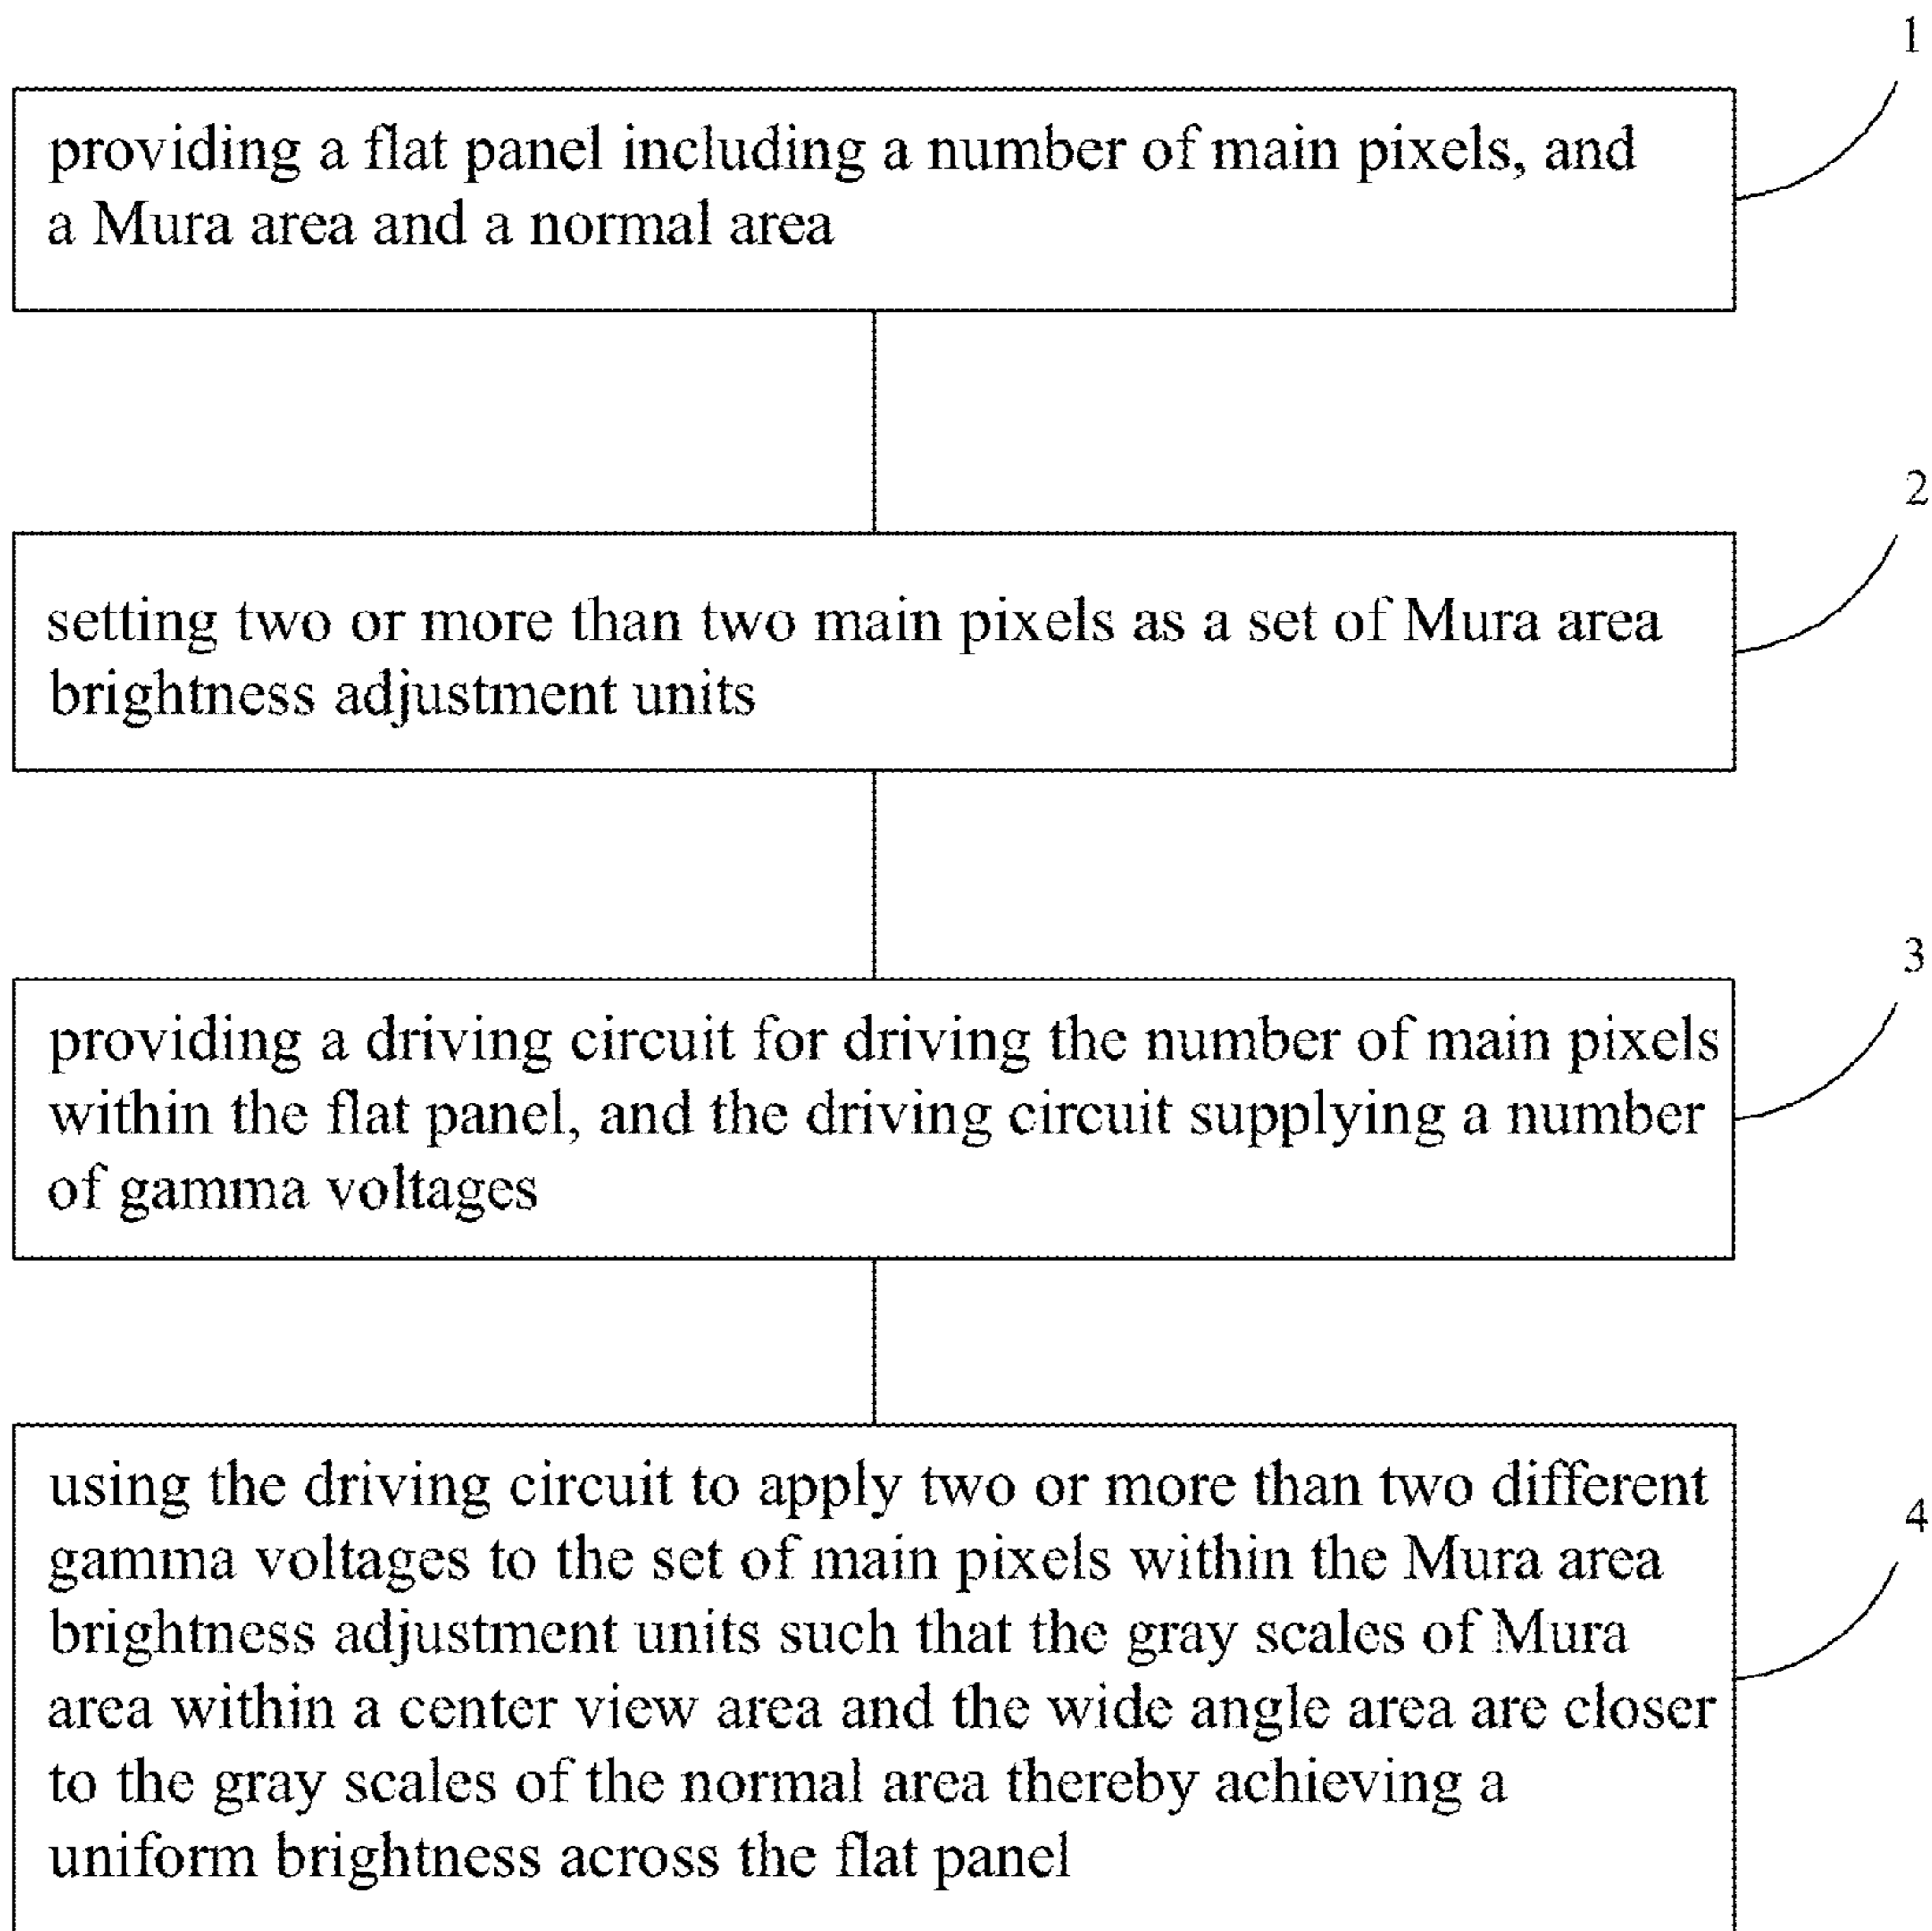 1
providing a flat panel including a number of main pixels, and
a Mura area and a normal area
2
setting two or more than two main pixels as a set of Mura area
brightness adjustment units
3
providing a driving circuit for driving the number of main pixels
within the flat panel, and the driving circuit supplying a number
of gamma voltages
4
using the driving circuit to apply two or more than two different
gamma voltages to the set of main pixels within the Mura area
brightness adjustment units such that the gray scales of Mura
area within a center view area and the wide angle area are closer
to the gray scales of the normal area thereby achieving a
uniform brightness across the flat panel